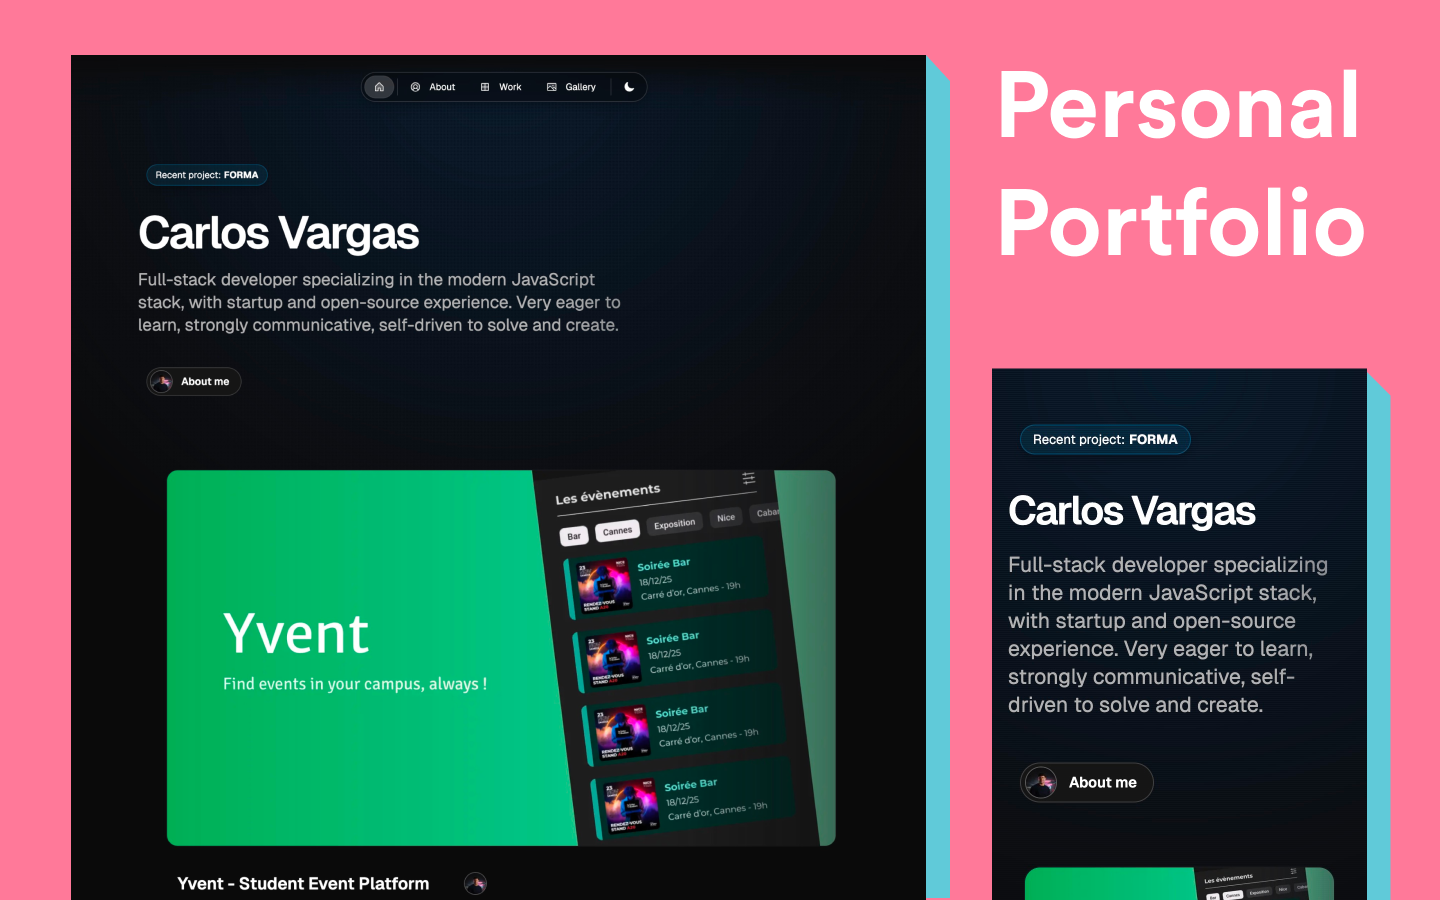 Personal
Portfolio
About
Work
Gallery
Recent project: FORMA
Carlos Vargas
Full-stack developer specializing in the modern JavaScript
stack, with startup and open-source experience. Very eager to
learn, strongly communicative, self-driven to solve and create.
About me
Yvent
Find events in your campus, always !
Les évènements
Bar
Cannes
Exposition
Nice
Soirée Bar
18/12/25
Carré d'or, Cannes - 19h
Soirée Bar
18/12/25
Carré d'or, Cannes - 19h
Soirée Bar
18/12/25
Carré d'or, Cannes - 19h
Soirée Bar
18/12/25
Carré d'or, Cannes - 19h
Yvent - Student Event Platform
Recent project: FORMA
Carlos Vargas
Full-stack developer specializing
in the modern JavaScript stack,
with startup and open-source
experience. Very eager to learn,
strongly communicative, self-
driven to solve and create.
About me
Les évènements
Bar
Cannes
Exposition
Nice